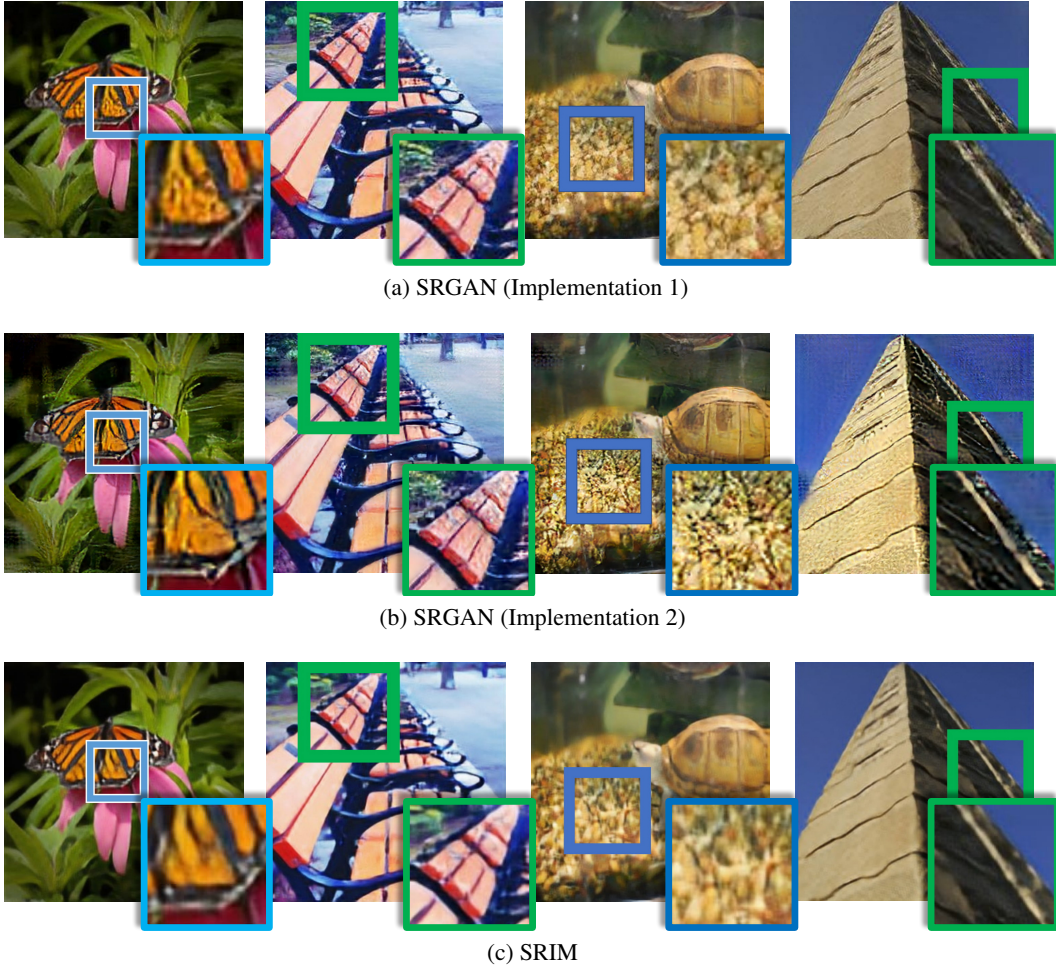 (a) SRGAN (Implementation 1)
(b) SRGAN (Implementation 2)
(c) SRIM